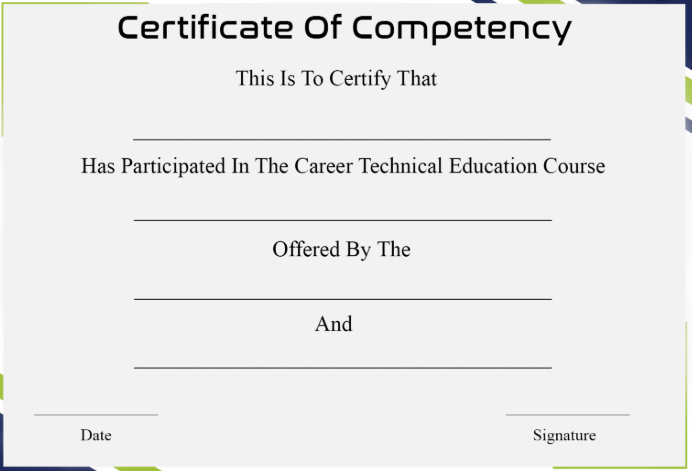 Certificate Of Competency
This Is To Certify That
Has Participated In The Career Technical Education Course
Offered By The
And
Date
Signature